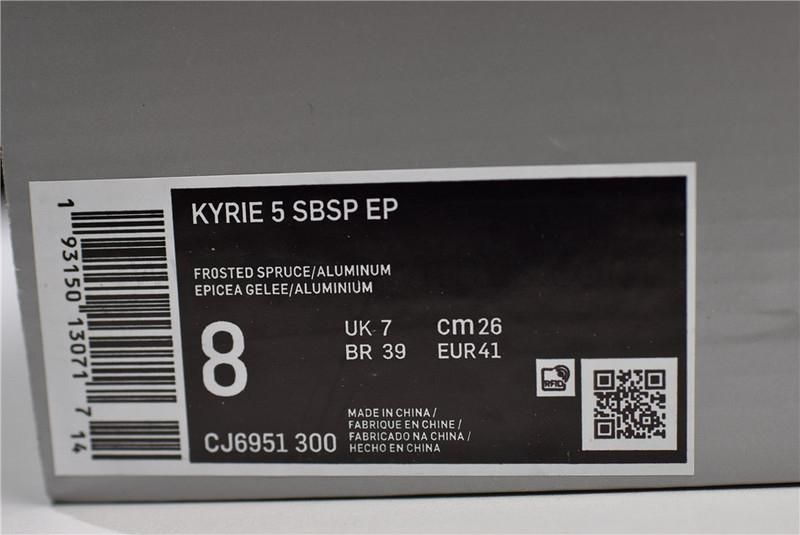 KYRIE 5 SBSP EP
FR0STED SPRUCE/ALUMINUM
EPICEA GELEE/ALUMINIUM
8
UK 7 cm 26
BR 39 EUR 41
RFID
MADE IN CHINA /
FABRIQUE EN CHINE /
FABRICADO NA CHINA /
HECHO EN CHINA
CJ6951 300
1 93150 13071 7 14